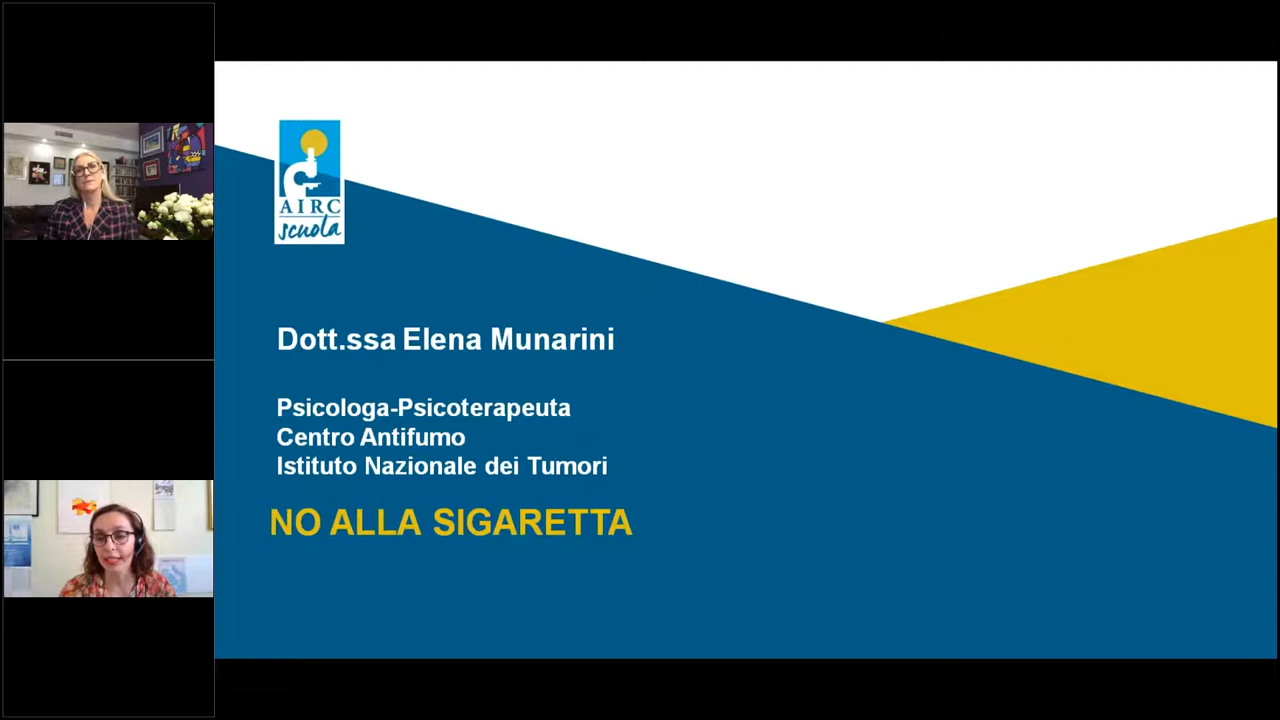 AIRC
scuola
Dott.ssa Elena Munarini
Psicologa-Psicoterapeuta
Centro Antifumo
Istituto Nazionale dei Tumori
NO ALLA SIGARETTA